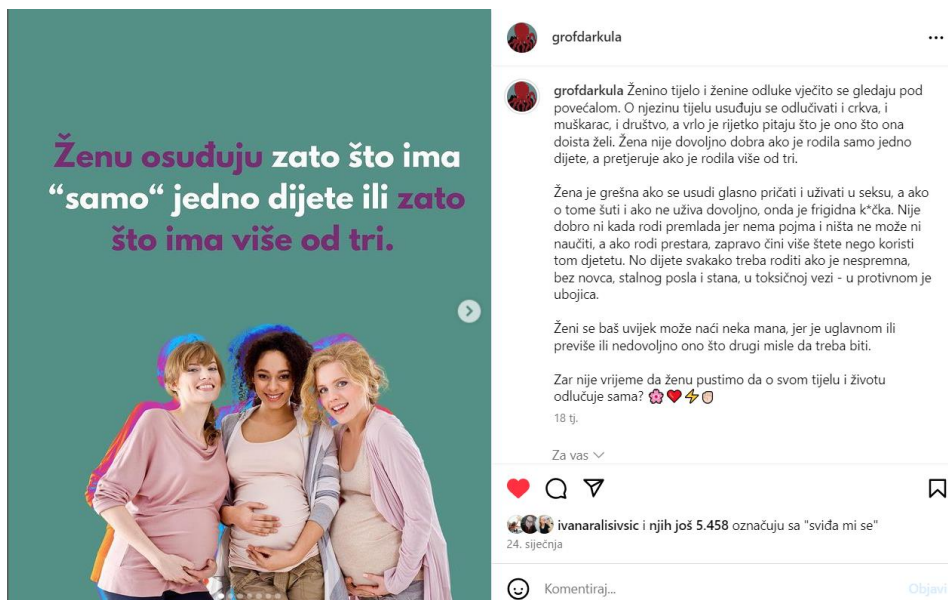 Ženu osuđuju zato što ima
“samo“ jedno dijete ili zato
što ima više od tri.
grofdarkula
grofdarkula Ženino tijelo i ženine odluke vječito se gledaju pod
povećalom. O njezinu tijelu usuđuju se odlučivati i crkva, i
muškarac, i društvo, a vrlo je rijetko pitaju što je ono što ona
doista želi. Žena nije dovoljno dobra ako je rodila samo jedno
dijete, a pretjeruje ako je rodila više od tri.
Žena je grešna ako se usudi glasno pričati i uživati u seksu, a ako
o tome šuti i ako ne uživa dovoljno, onda je frigidna k*čka. Nije
dobro ni kada rodi premlada jer nema pojma i ništa ne može ni
naučiti, a ako rodi prestara, zapravo čini više štete nego koristi
tom djetetu. No dijete svakako treba roditi ako je nespremna,
bez novca, stalnog posla i stana, u toksičnoj vezi - u protivnom je
ubojica.
Ženi se baš uvijek može naći neka mana, jer je uglavnom ili
previše ili nedovoljno ono što drugi misle da treba biti.
Zar nije vrijeme da ženu pustimo da o svom tijelu i životu
odlučuje sama? 🌸❤️⚡✊🏻
18 tj.
Za vas
ivanaralisivsic i njih još 5.458 označuju sa "sviđa mi se"
24. siječnja
Komentiraj...
Objavi